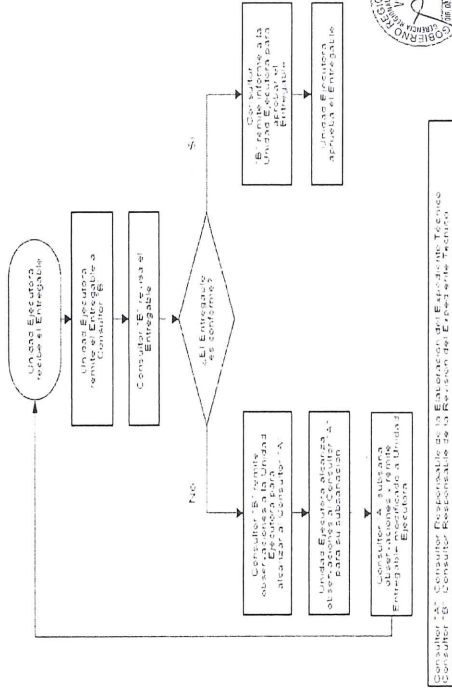 Unidad Ejecutora
recibe el Entregable
Unidad Ejecutora
remite el Entregable a
Consultor "B"
Consultor "B" revisa el
Entregable
¿El Entregable
es conforme?
No
Si
Consultor "B" remite
observaciones a la Unidad
Ejecutora para
alcanzar al Consultor "A"
Unidad Ejecutora alcanza
observaciones al Consultor "A"
para su subsanación
Consultor "A" subsana
observaciones y remite
Entregable modificado a Unidad
Ejecutora
Consultor
"B" remite informe a la
Unidad Ejecutora para
aprobar el
Entregable
Unidad Ejecutora
aprueba el Entregable
Consultor "A": Consultor Responsable de la Elaboración del Expediente Técnico
Consultor "B": Consultor Responsable de la Revisión del Expediente Técnico
GOBIERNO REGIO
GERENCIA